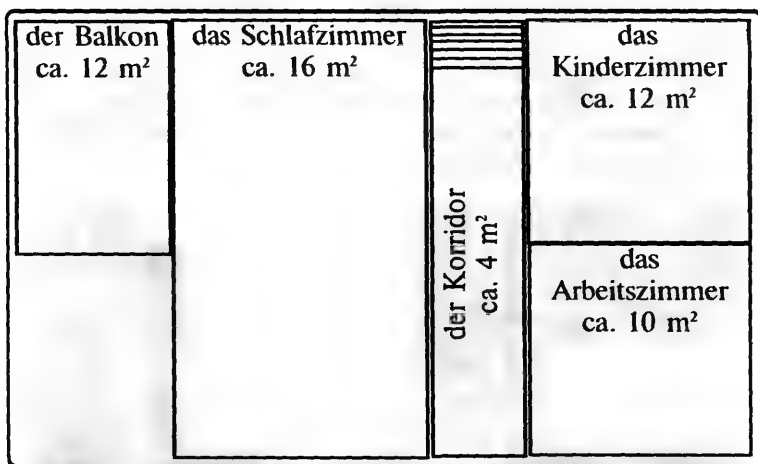 der Balkon
ca. 12 m²
das Schlafzimmer
ca. 16 m²
der Korridor
ca. 4 m²
das
Kinderzimmer
ca. 12 m²
das
Arbeitszimmer
ca. 10 m²